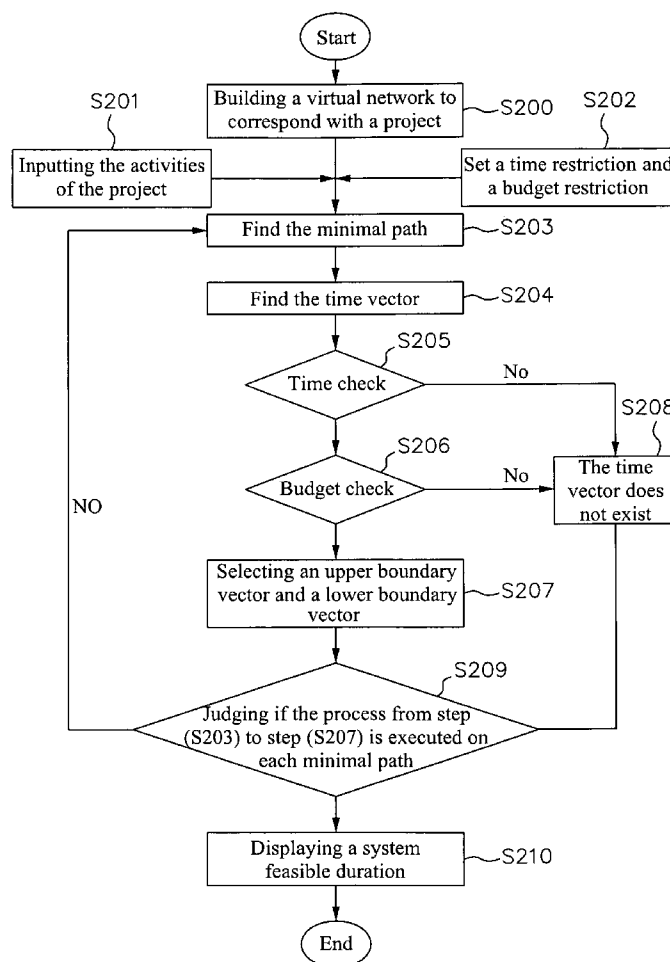 Start
Building a virtual network to
correspond with a project
S200
S201
S202
Inputting the activities
of the project
Set a time restriction and
a budget restriction
Find the minimal path
S203
Find the time vector
S204
S205
Time check
No
S208
S206
Budget check
No
The time
vector does
not exist
NO
Selecting an upper boundary
vector and a lower boundary
vector
S207
S209
Judging if the process from step
(S203) to step (S207) is executed on
each minimal path
Displaying a system
feasible duration
S210
End